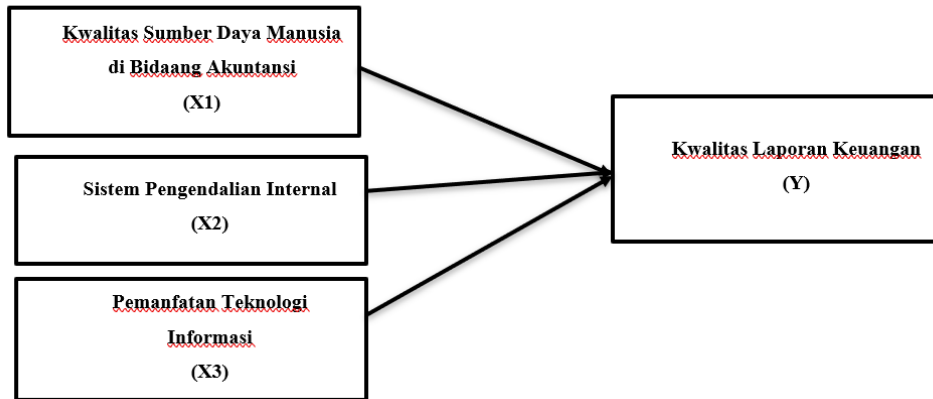 Kwalitas Sumber Daya Manusia
di Bidaang Akuntansi
(X1)
Sistem Pengendalian Internal
(X2)
Pemanfatan Teknologi
Informasi
(X3)
Kwalitas Laporan Keuangan
(Y)